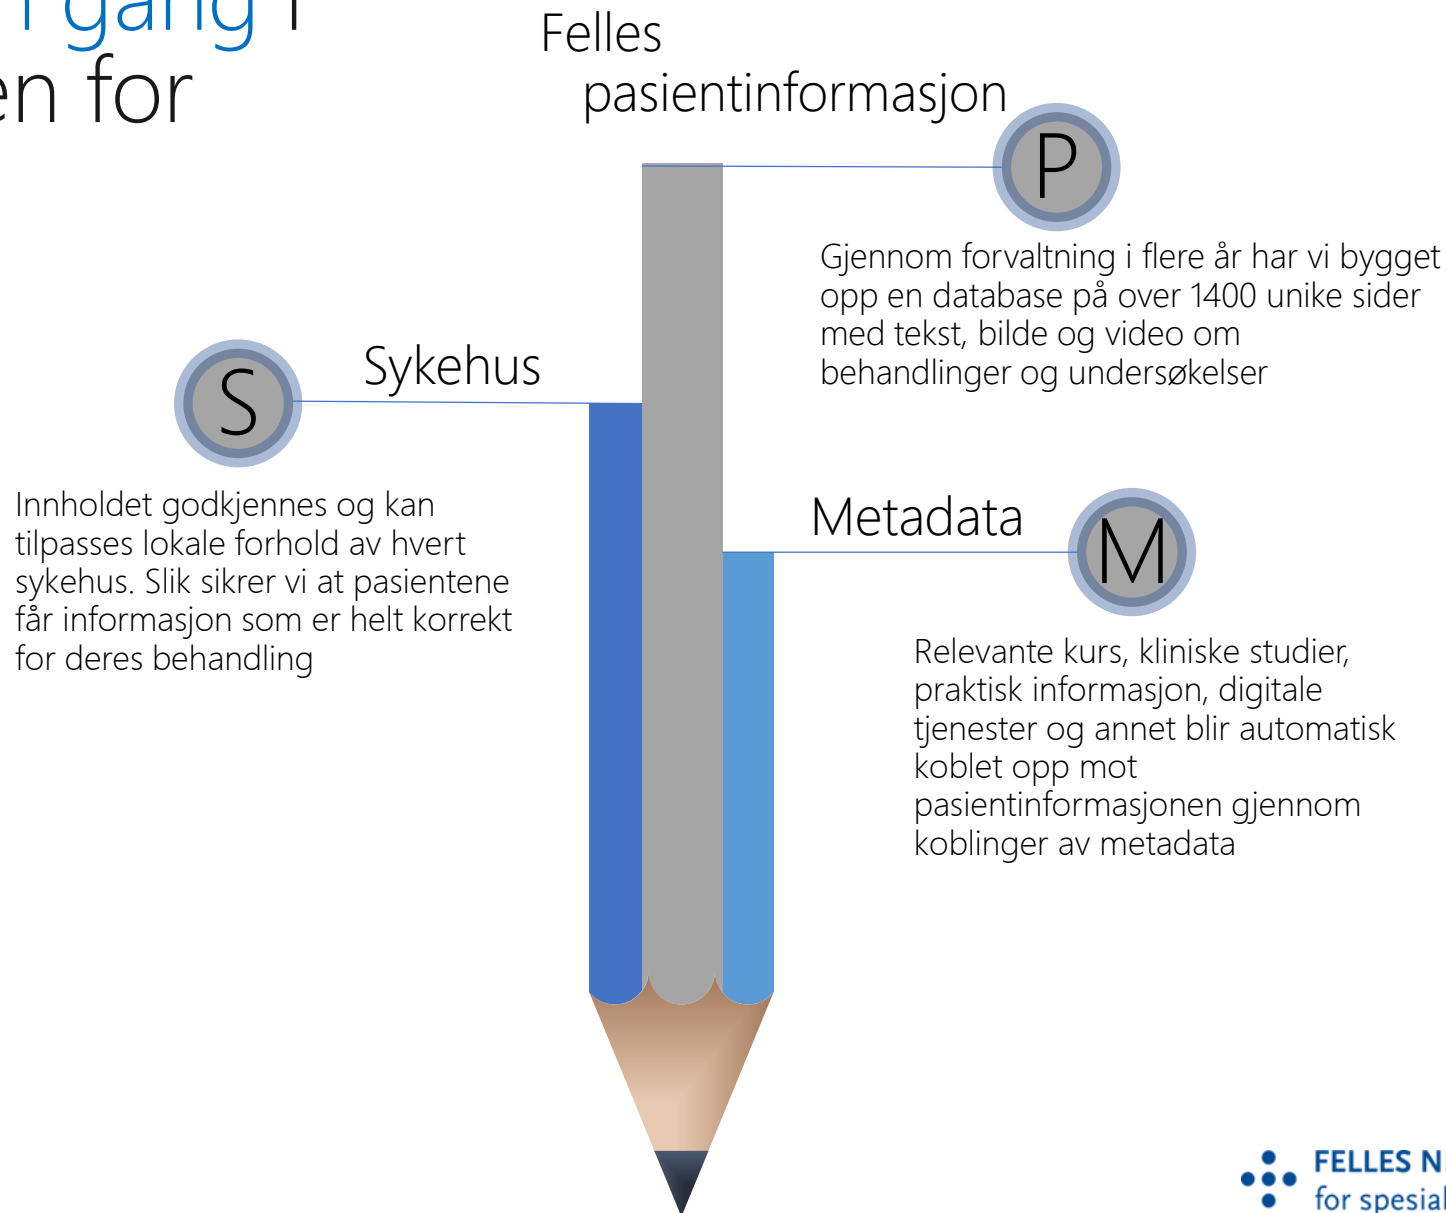 i gang i
en for
Felles
pasientinformasjon
P
Gjennom forvaltning i flere år har vi bygget
opp en database på over 1400 unike sider
med tekst, bilde og video om
behandlinger og undersøkelser
Sykehus
S
Innholdet godkjennes og kan
tilpasses lokale forhold av hvert
sykehus. Slik sikrer vi at pasientene
får informasjon som er helt korrekt
for deres behandling
Metadata
M
Relevante kurs, kliniske studier,
praktisk informasjon, digitale
tjenester og annet blir automatisk
koblet opp mot
pasientinformasjonen gjennom
koblinger av metadata
FELLES
for